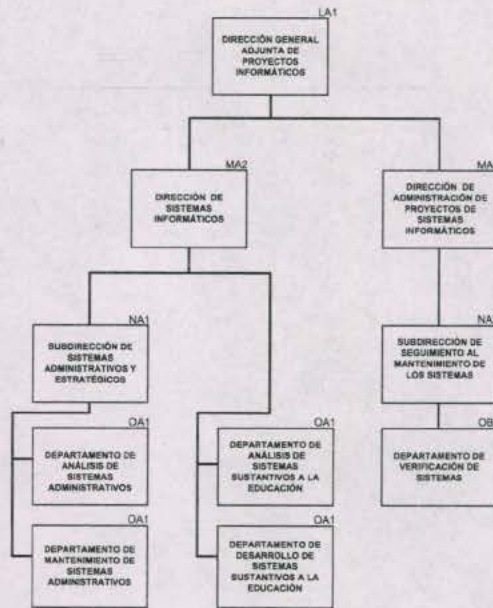 LA1
DIRECCIÓN GENERAL
ADJUNTA DE
PROYECTOS
INFORMÁTICOS
MA2
DIRECCIÓN DE
SISTEMAS
INFORMÁTICOS
MA
DIRECCIÓN DE
ADMINISTRACIÓN DE
PROYECTOS DE
SISTEMAS
INFORMÁTICOS
NA1
SUBDIRECCIÓN DE
SISTEMAS
ADMINISTRATIVOS Y
ESTRATÉGICOS
NA
SUBDIRECCIÓN DE
SEGUIMIENTO AL
MANTENIMIENTO DE
LOS SISTEMAS
OA1
DEPARTAMENTO DE
ANÁLISIS DE
SISTEMAS
ADMINISTRATIVOS
OA1
DEPARTAMENTO DE
ANÁLISIS DE
SISTEMAS
SUSTANTIVOS A LA
EDUCACIÓN
OB
DEPARTAMENTO DE
VERIFICACIÓN DE
SISTEMAS
OA1
DEPARTAMENTO DE
MANTENIMIENTO DE
SISTEMAS
ADMINISTRATIVOS
OA1
DEPARTAMENTO DE
DESARROLLO DE
SISTEMAS
SUSTANTIVOS A LA
EDUCACIÓN